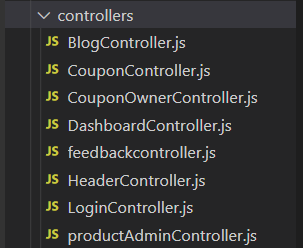 controllers
JS BlogController.js
JS CouponController.js
JS CouponOwnerController.js
JS DashboardController.js
JS feedbackcontroller.js
JS HeaderController.js
JS LoginController.js
JS productAdminController.js